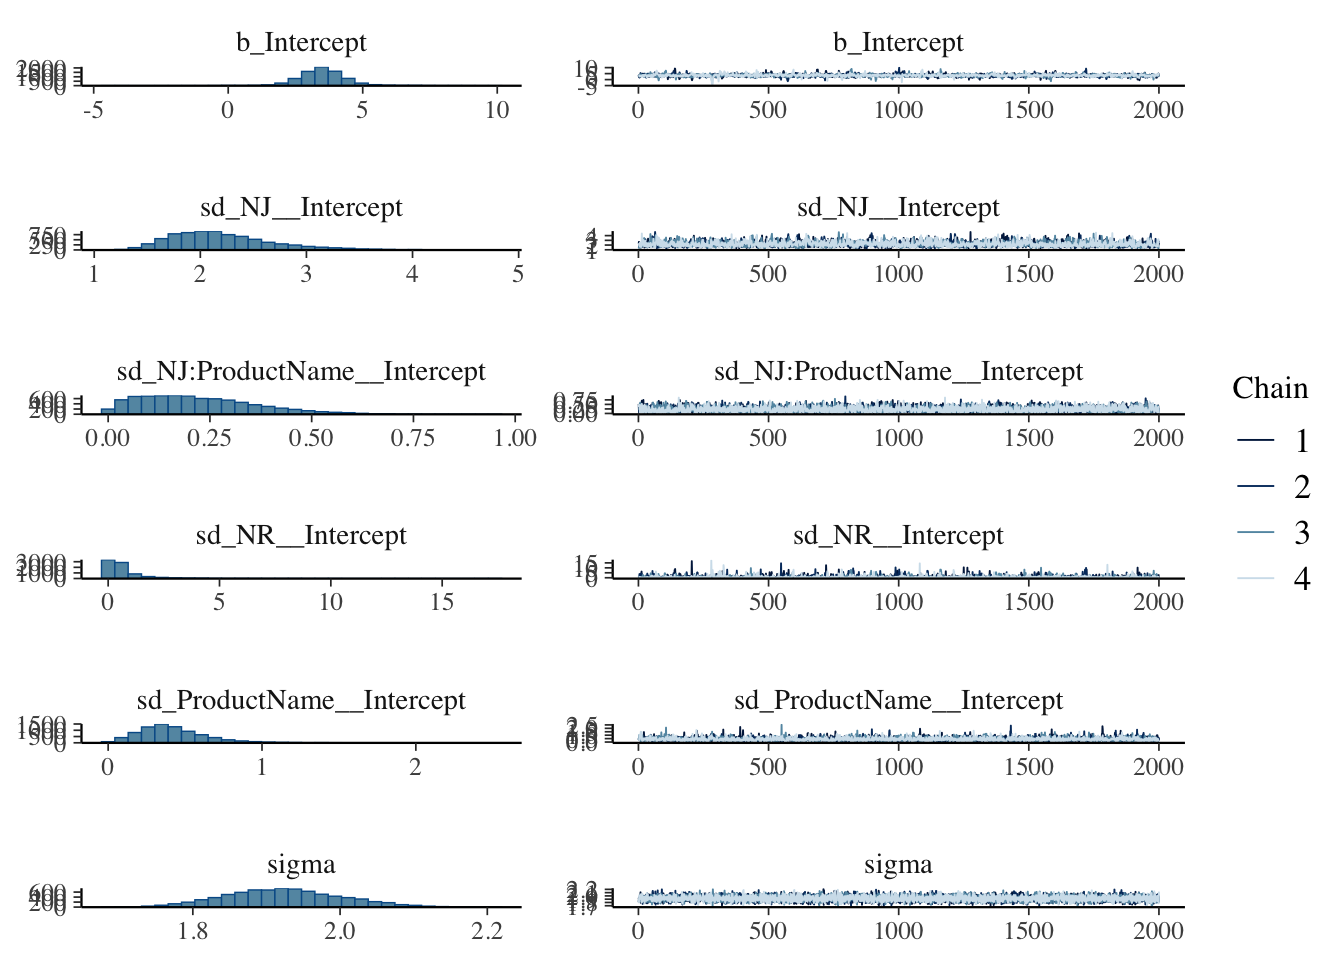 b_Intercept b_Intercept
-5 0 5 10 0 500 1000 1500 2000
sd_NJ__Intercept sd_NJ__Intercept
1 2 3 4 5 0 500 1000 1500 2000
sd_NJ:ProductName__Intercept sd_NJ:ProductName__Intercept
0.00 0.25 0.50 0.75 1.00 0 500 1000 1500 2000
Chain
1
2
3
4
sd_NR__Intercept sd_NR__Intercept
0 5 10 15 0 500 1000 1500 2000
sd_ProductName__Intercept sd_ProductName__Intercept
0 1 2 0 500 1000 1500 2000
sigma sigma
1.8 2.0 2.2 0 500 1000 1500 2000